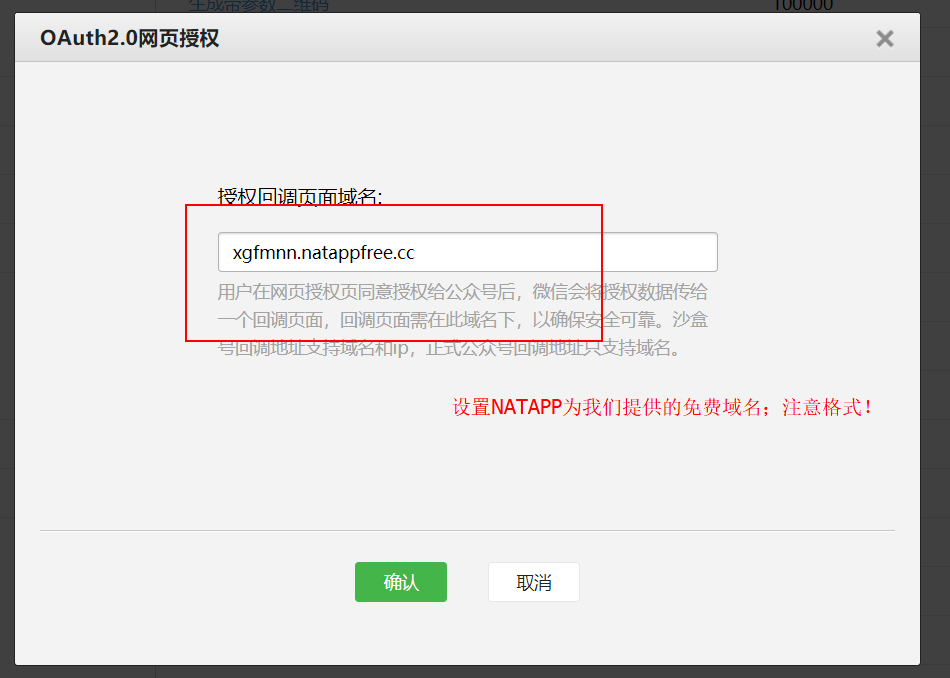 生成带参数二维码 100000
OAuth2.0网页授权
授权回调页面域名:
xgfmnn.natappfree.cc
用户在网页授权页同意授权给公众号后，微信会将授权数据传给
一个回调页面，回调页面需在此域名下，以确保安全可靠。沙盒
号回调地址支持域名和ip，正式公众号回调地址只支持域名。
设置NATAPP为我们提供的免费域名；注意格式！
确认 取消